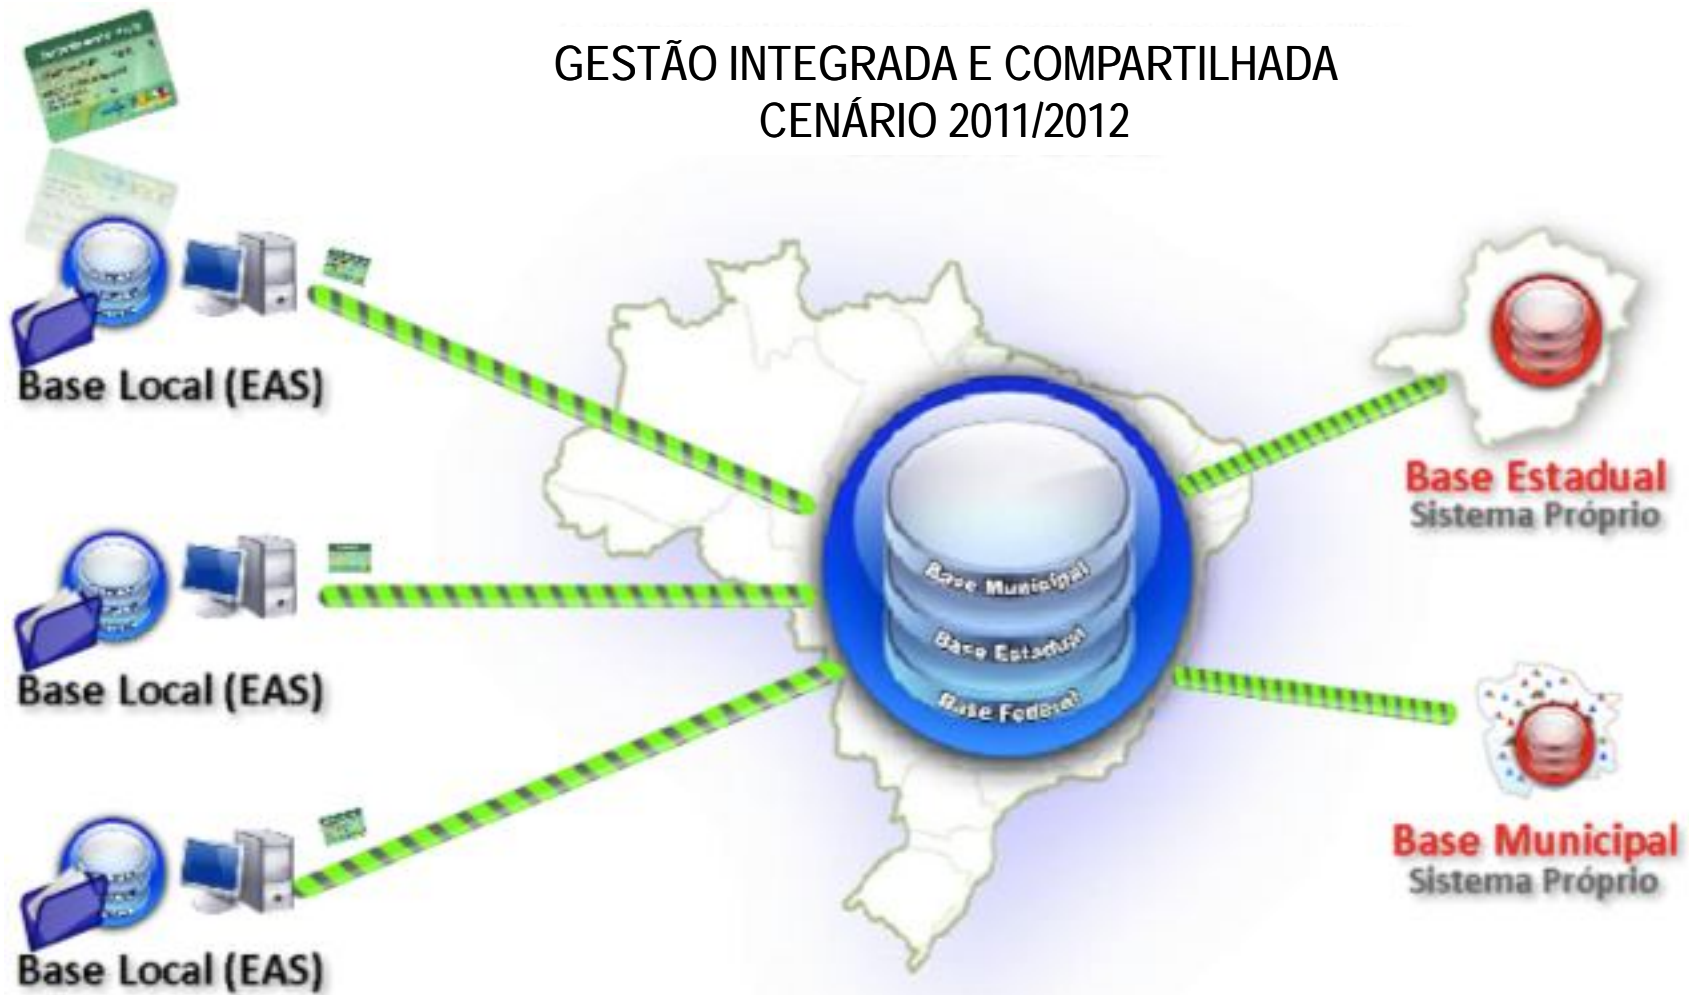 GESTÃO INTEGRADA E COMPARTILHADA
CENÁRIO 2011/2012
Base Local (EAS)
Base Local (EAS)
Base Local (EAS)
Base Municipal
Base Estadual
Base Federal
Base Estadual
Sistema Próprio
Base Municipal
Sistema Próprio